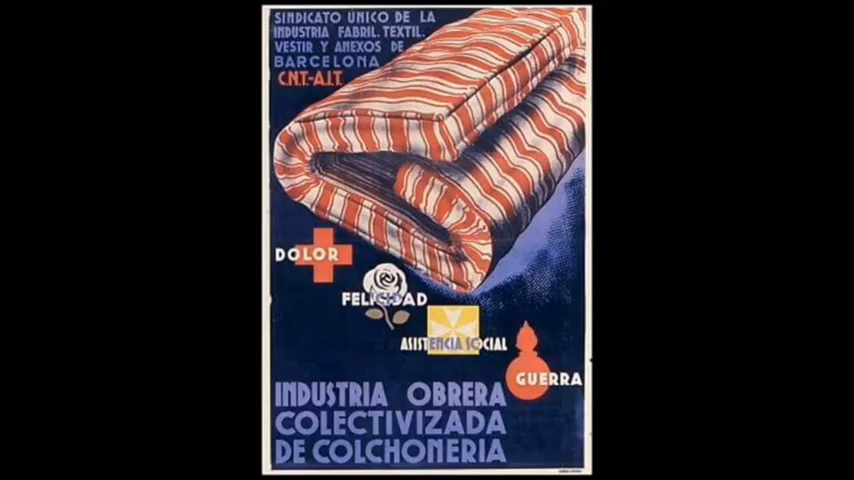 SINDICATO UNICO DE LA
INDUSTRIA FABRIL. TEXTIL.
VESTIR Y ANEXOS DE
BARCELONA
C.N.T.-A.I.T.
DOLOR
FELICIDAD
ASISTENCIA SOCIAL
GUERRA
INDUSTRIA OBRERA
COLECTIVIZADA
DE COLCHONERIA